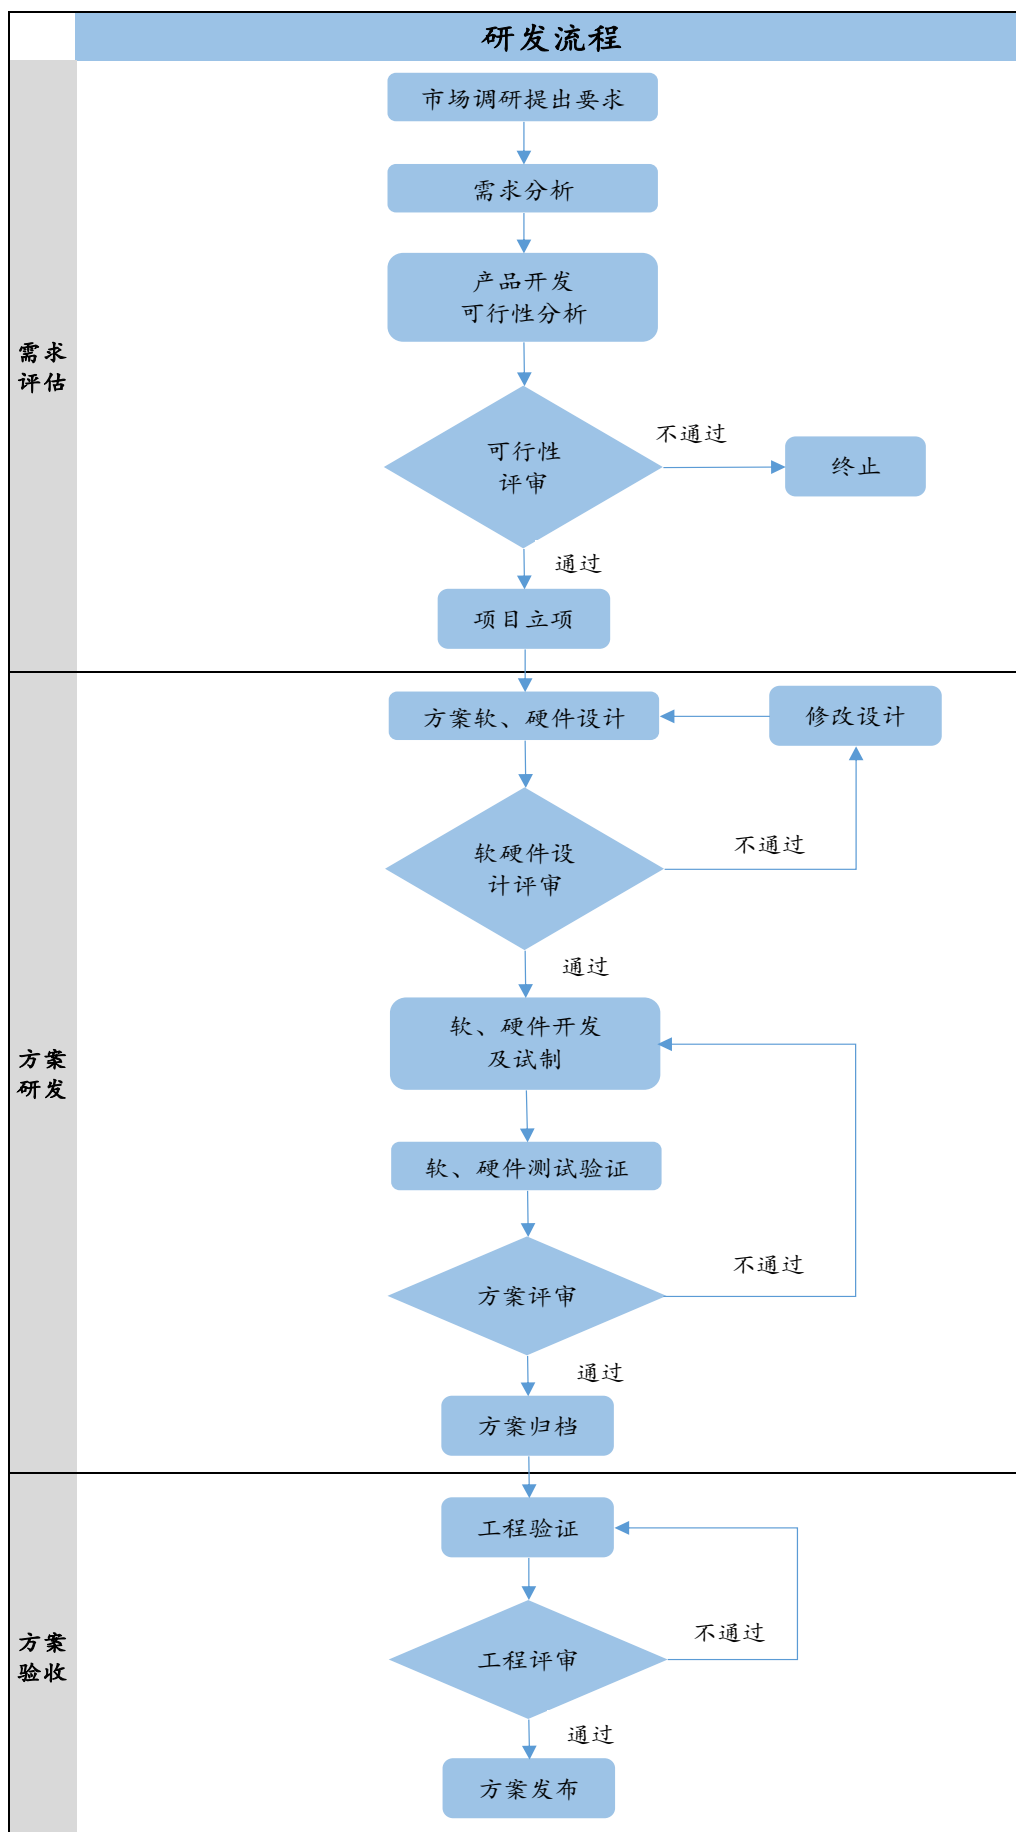 研发流程
需求
评估
市场调研提出要求
需求分析
产品开发
可行性分析
可行性
评审
不通过
终止
通过
项目立项
方案
研发
方案软、硬件设计
修改设计
软硬件设
计评审
不通过
通过
软、硬件开发
及试制
软、硬件测试验证
方案评审
不通过
通过
方案归档
方案
验收
工程验证
工程评审
不通过
通过
方案发布